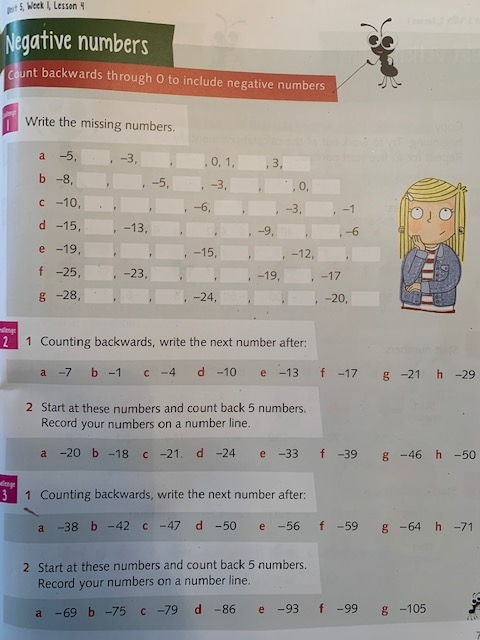 Unit 5, Week 1, Lesson 4
Negative numbers
Count backwards through 0 to include negative numbers
Challenge
1
Write the missing numbers.
a −5, , −3, , , 0, 1, , 3,
b −8, , , −5, , −3, , , 0,
c −10, , , , −6, , , −3, , −1
d −15, , −13, , , , −9, , , −6
e −19, , , , −15, , , −12, ,
f −25, , −23, , , , −19, , −17
g −28, , , , −24, , , , −20,
Challenge
2
1 Counting backwards, write the next number after:
a −7 b −1 c −4 d −10 e −13 f −17 g −21 h −29
2 Start at these numbers and count back 5 numbers.
Record your numbers on a number line.
a −20 b −18 c −21 d −24 e −33 f −39 g −46 h −50
Challenge
3
1 Counting backwards, write the next number after:
a −38 b −42 c −47 d −50 e −56 f −59 g −64 h −71
2 Start at these numbers and count back 5 numbers.
Record your numbers on a number line.
a −69 b −75 c −79 d −86 e −93 f −99 g −105